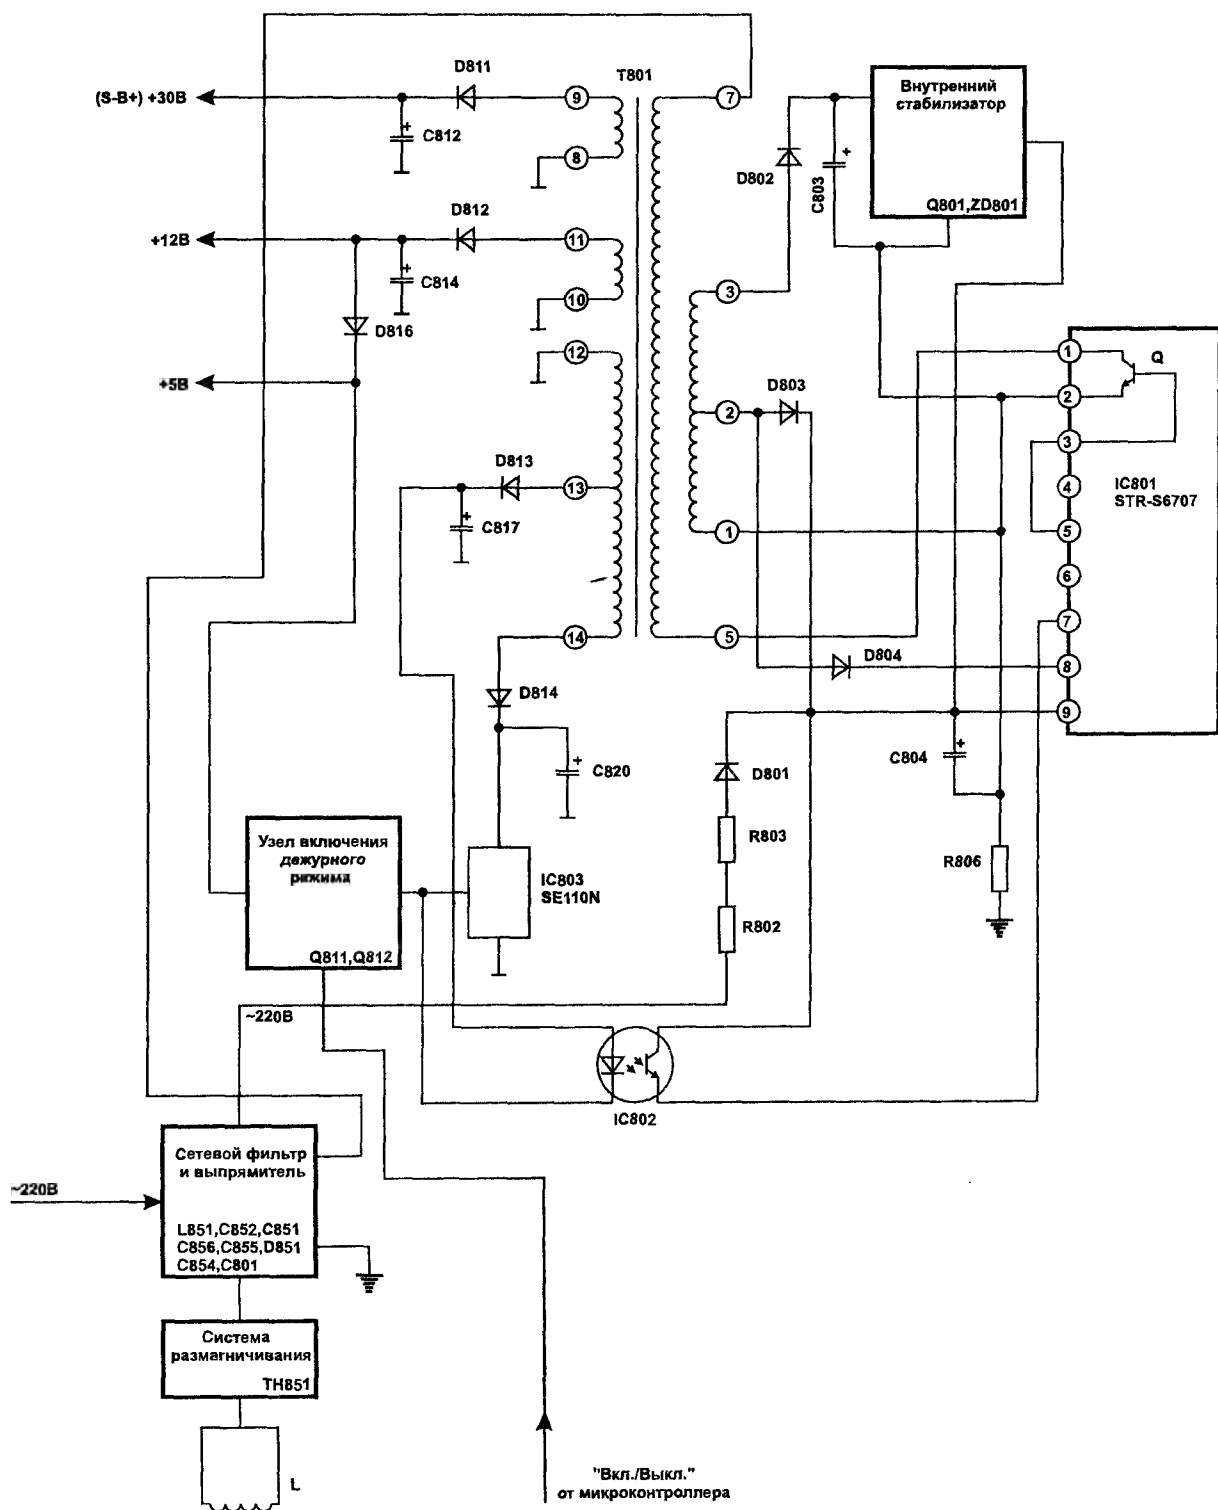 T801
D811
(S-B+) +30В
+
C812
9
8
7
Внутренний
стабилизатор
Q801,ZD801
D802
C803
+
D812
+12В
+
C814
11
10
D816
+5В
12
3
D803
2
1
D813
13
+
C817
14
5
D804
1
2
3
4
5
6
7
8
9
Q
IC801
STR-S6707
D814
+
C820
D801
R803
R802
C804
+
R806
Узел включения
дежурного
режима
Q811,Q812
IC803
SE110N
~220В
IC802
Сетевой фильтр
и выпрямитель
L851,C852,C851
C856,C855,D851
C854,C801
~220В
Система
размагничивания
TH851
L
"Вкл./Выкл."
от микроконтроллера